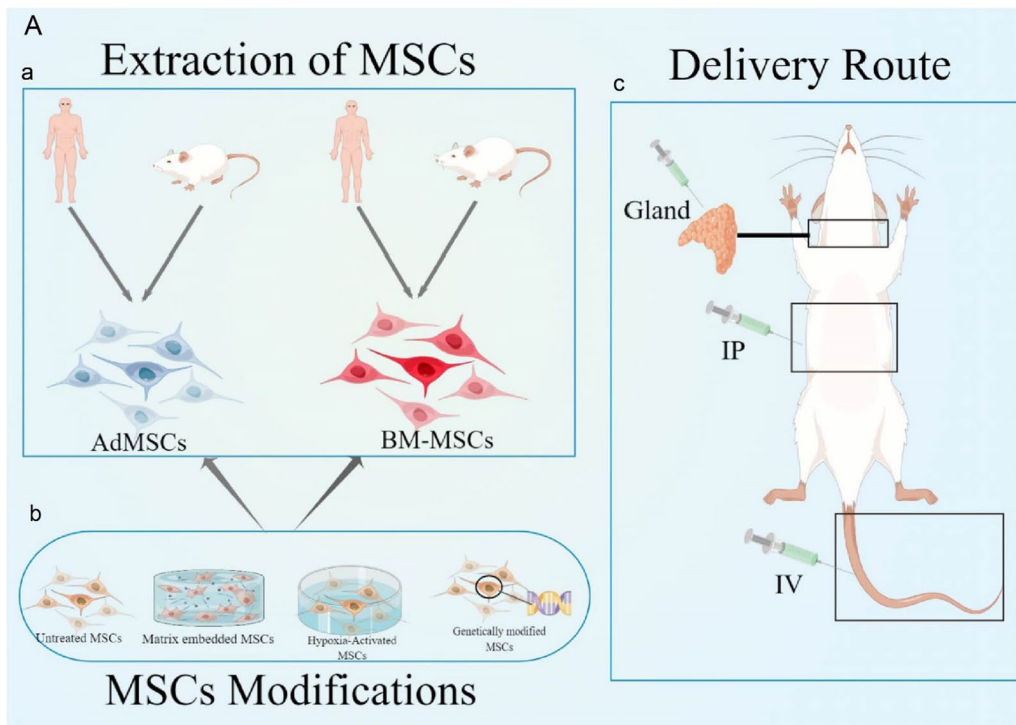 A
Extraction of MSCs
a
AdMSCs
BM-MSCs
b
Untreated MSCs
Matrix embedded MSCs
Hypoxia-Activated
MSCs
Genetically modified
MSCs
MSCs Modifications
Delivery Route
c
Gland
IP
IV